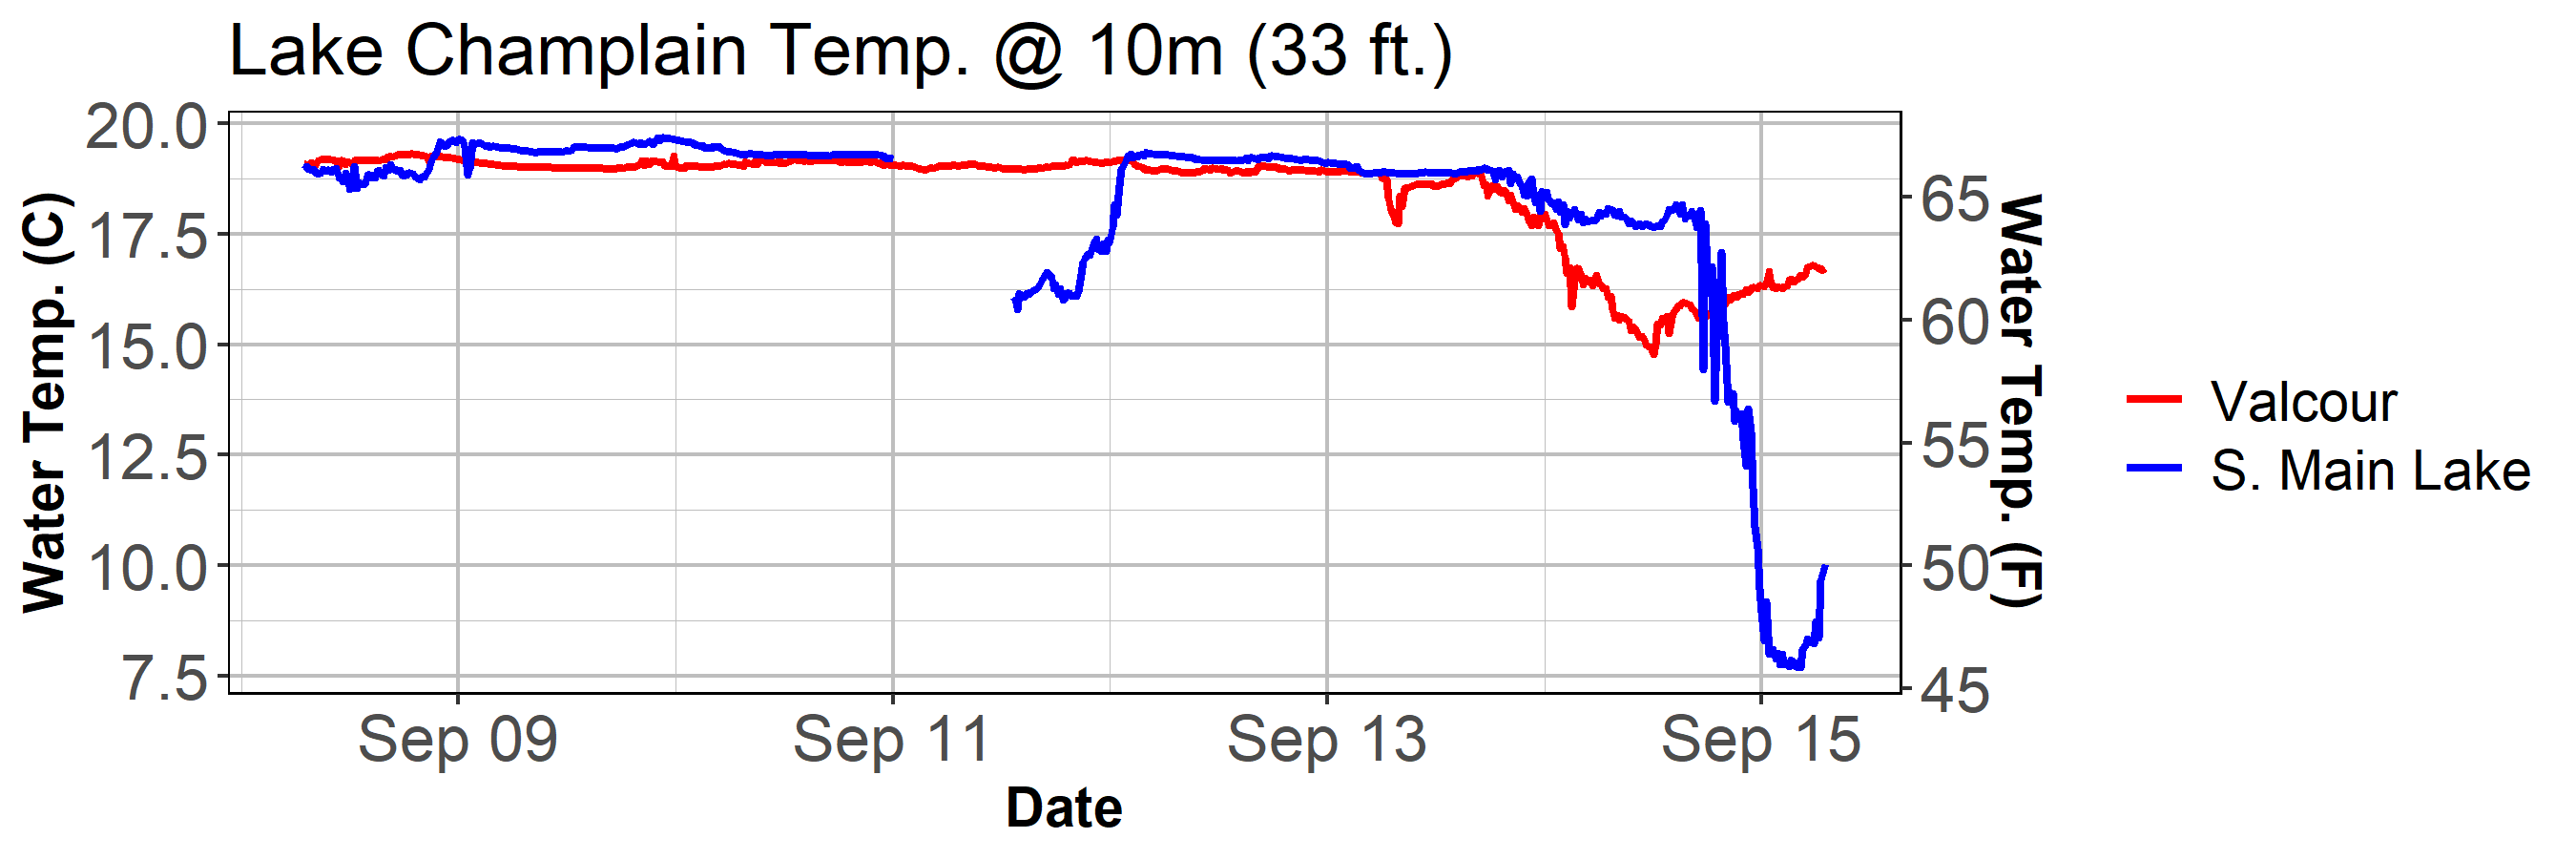 Lake Champlain Temp. @ 10m (33 ft.)
Water Temp. (C)
20.0
17.5
15.0
12.5
10.0
7.5
65
60
55
50
45
Water Temp. (F)
Sep 09
Sep 11
Sep 13
Sep 15
Date
Valcour
S. Main Lake